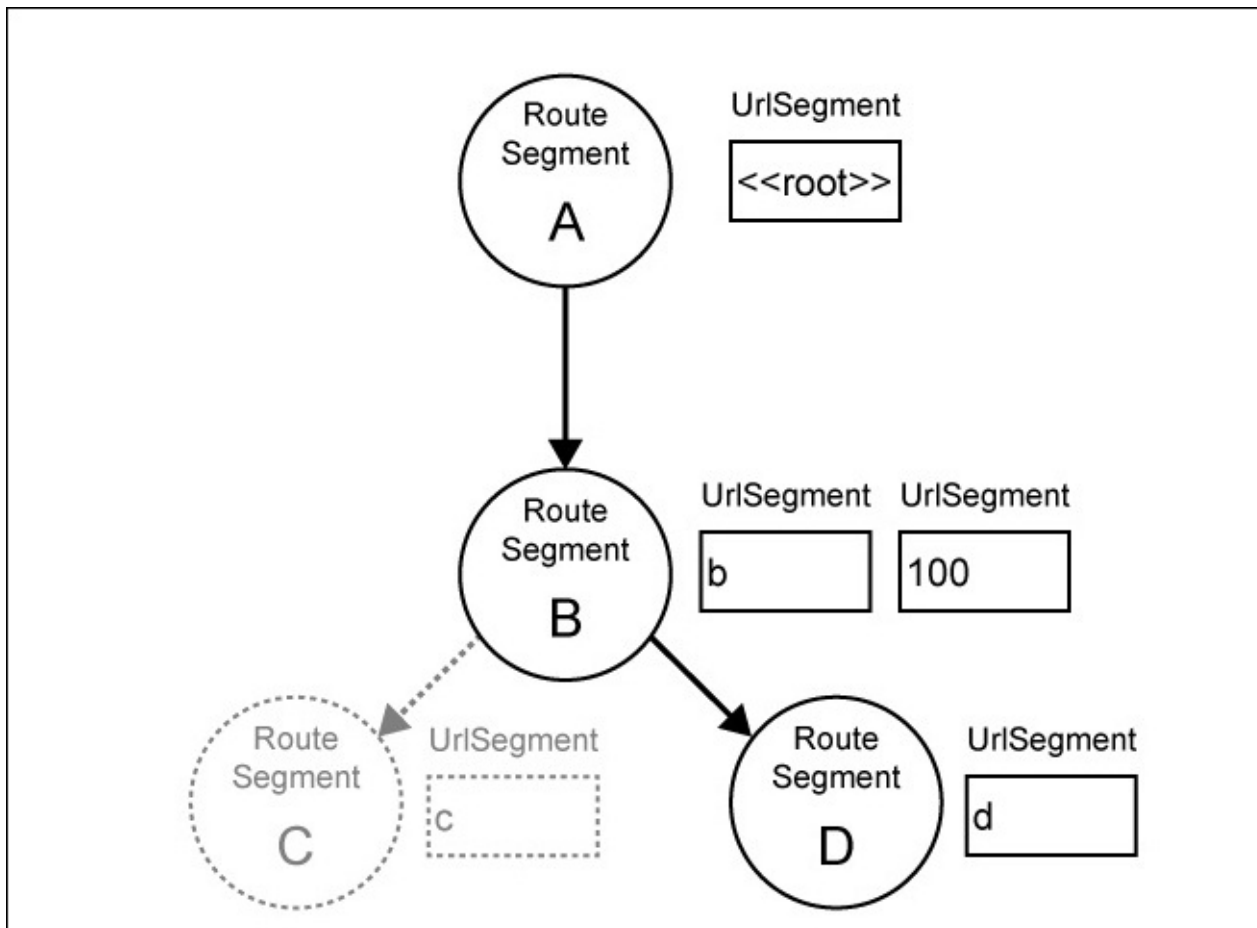 Route
Segment
A
UrlSegment
<<root>>
Route
Segment
B
UrlSegment
b
UrlSegment
100
Route
Segment
C
UrlSegment
c
Route
Segment
D
UrlSegment
d